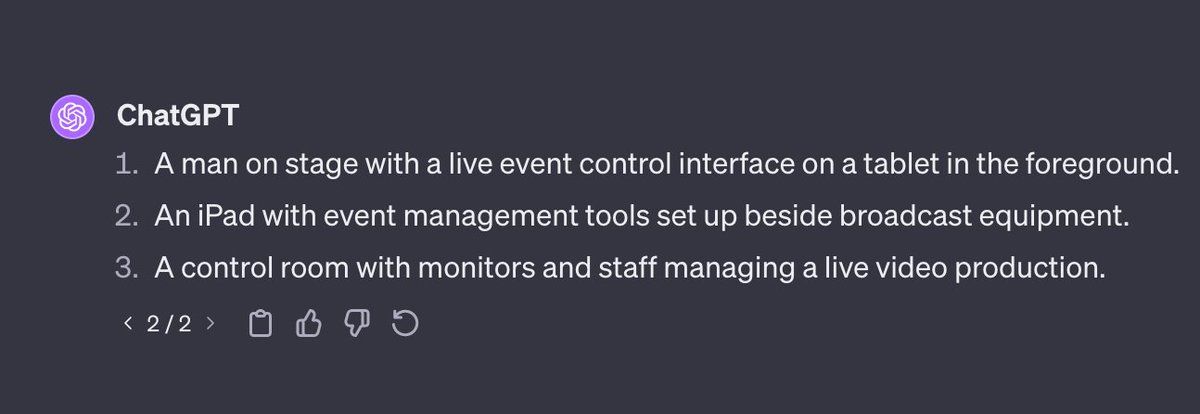 ChatGPT
1. A man on stage with a live event control interface on a tablet in the foreground.
2. An iPad with event management tools set up beside broadcast equipment.
3. A control room with monitors and staff managing a live video production.
< 2 / 2 >